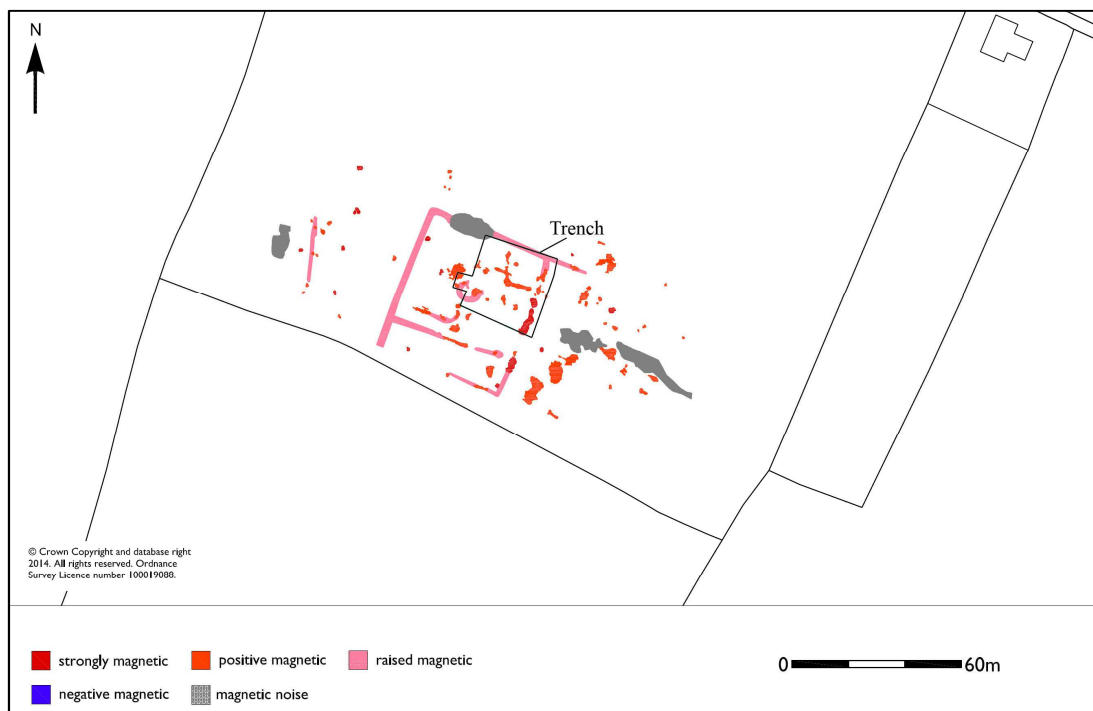 N
Trench
© Crown Copyright and database right
2014. All rights reserved. Ordnance
Survey Licence number 100019088.
strongly magnetic
positive magnetic
raised magnetic
0
60m
negative magnetic
magnetic noise